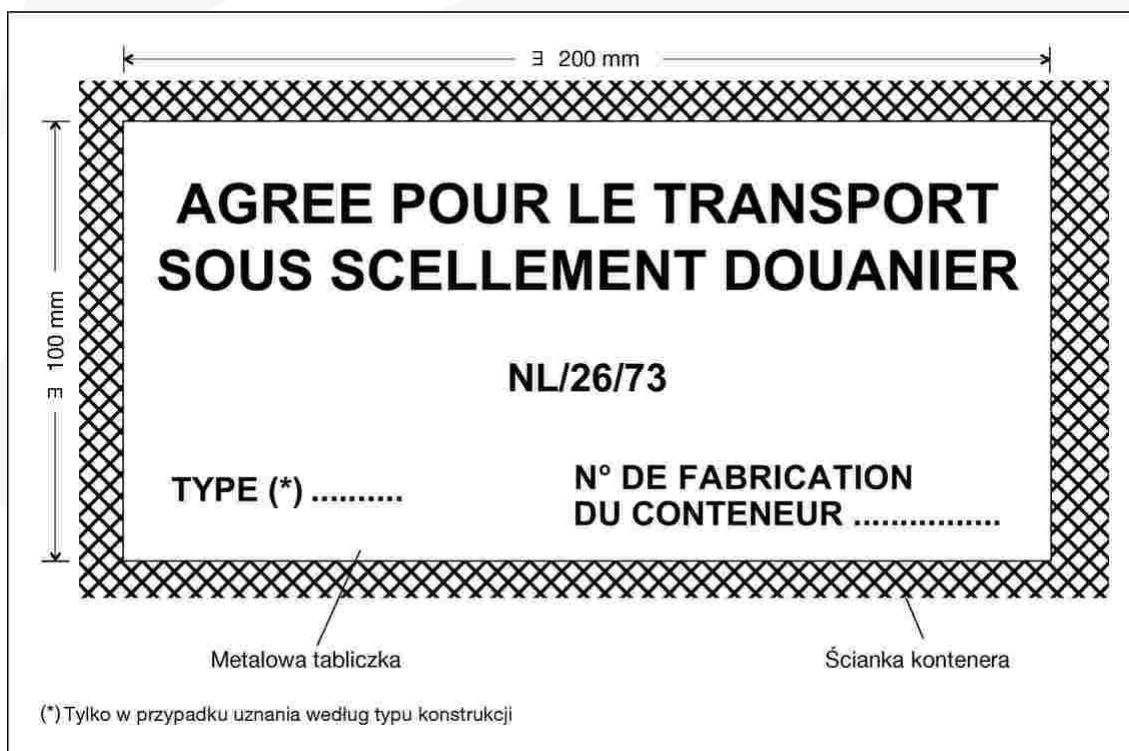 ∃ 200 mm
∃ 100 mm
AGREE POUR LE TRANSPORT
SOUS SCELLEMENT DOUANIER
NL/26/73
TYPE (*) ..........
N° DE FABRICATION
DU CONTENEUR ................
Metalowa tabliczka
Ścianka kontenera
(*) Tylko w przypadku uznania według typu konstrukcji